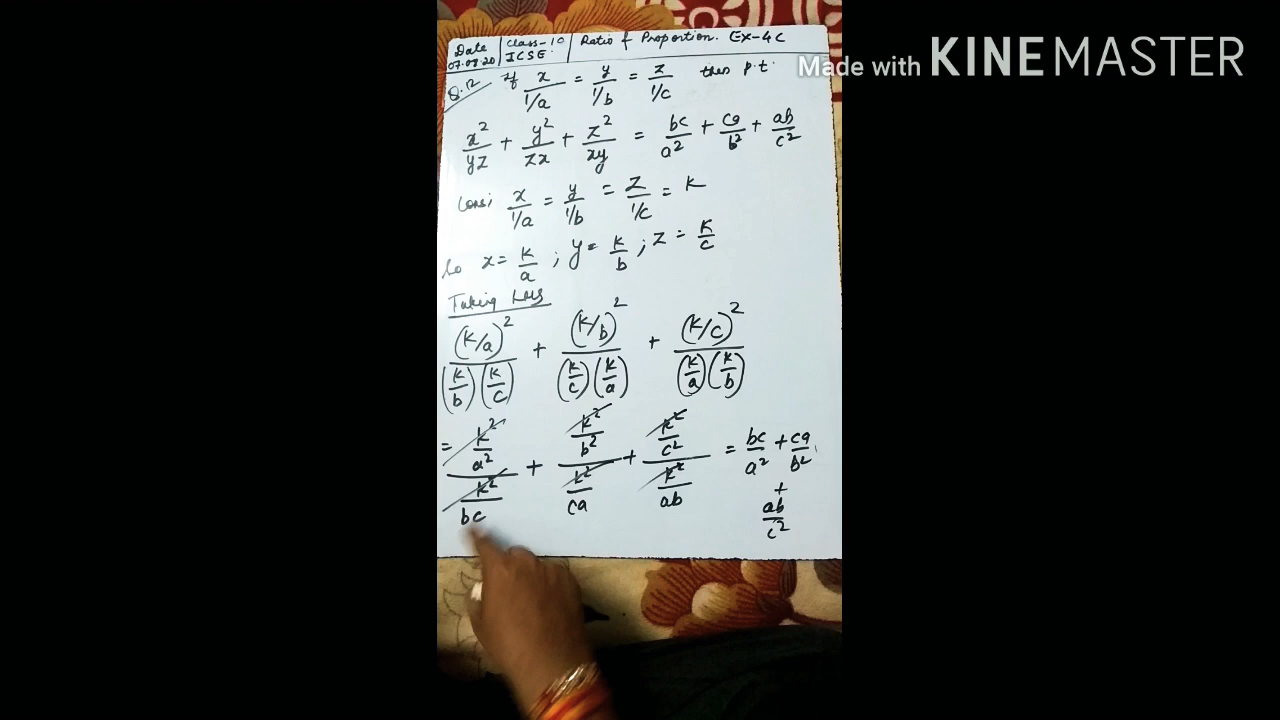 Made with KINEMASTER
Date 07.08.20 | Class-10 ICSE | Ratio & Proportion. EX-4C
Q.12 If x/(1/a) = y/(1/b) = z/(1/c) then p.t.
x²/yz + y²/zx + z²/xy = bc/a² + ca/b² + ab/c²
x/(1/a) = y/(1/b) = z/(1/c) = K
So x = K/a ; y = K/b ; z = K/c
Taking LHS
(K/a)²/((K/b)(K/c)) + (K/b)²/((K/c)(K/a)) + (K/c)²/((K/a)(K/b))
= (k²/a²)/(k²/bc) + (k²/b²)/(k²/ca) + (k²/c²)/(k²/ab) = bc/a² + ca/b² + ab/c²